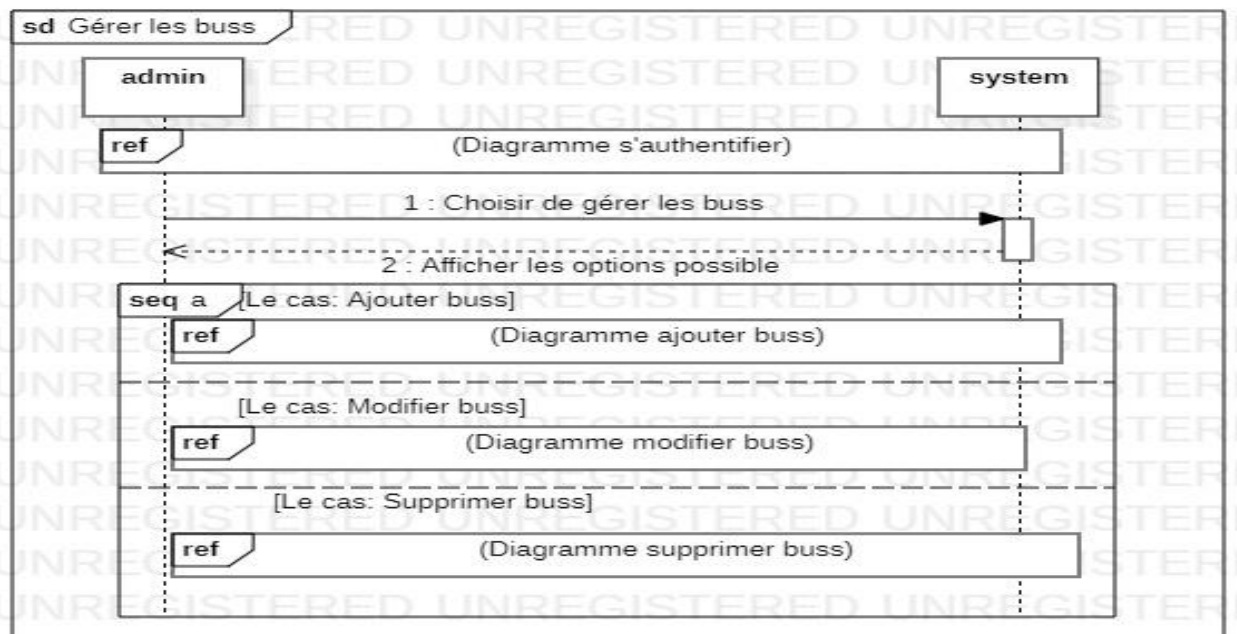 sd Gérer les buss
admin
system
ref (Diagramme s'authentifier)
1 : Choisir de gérer les buss
2 : Afficher les options possible
seq a [Le cas: Ajouter buss]
ref (Diagramme ajouter buss)
[Le cas: Modifier buss]
ref (Diagramme modifier buss)
[Le cas: Supprimer buss]
ref (Diagramme supprimer buss)
UNREGISTERED